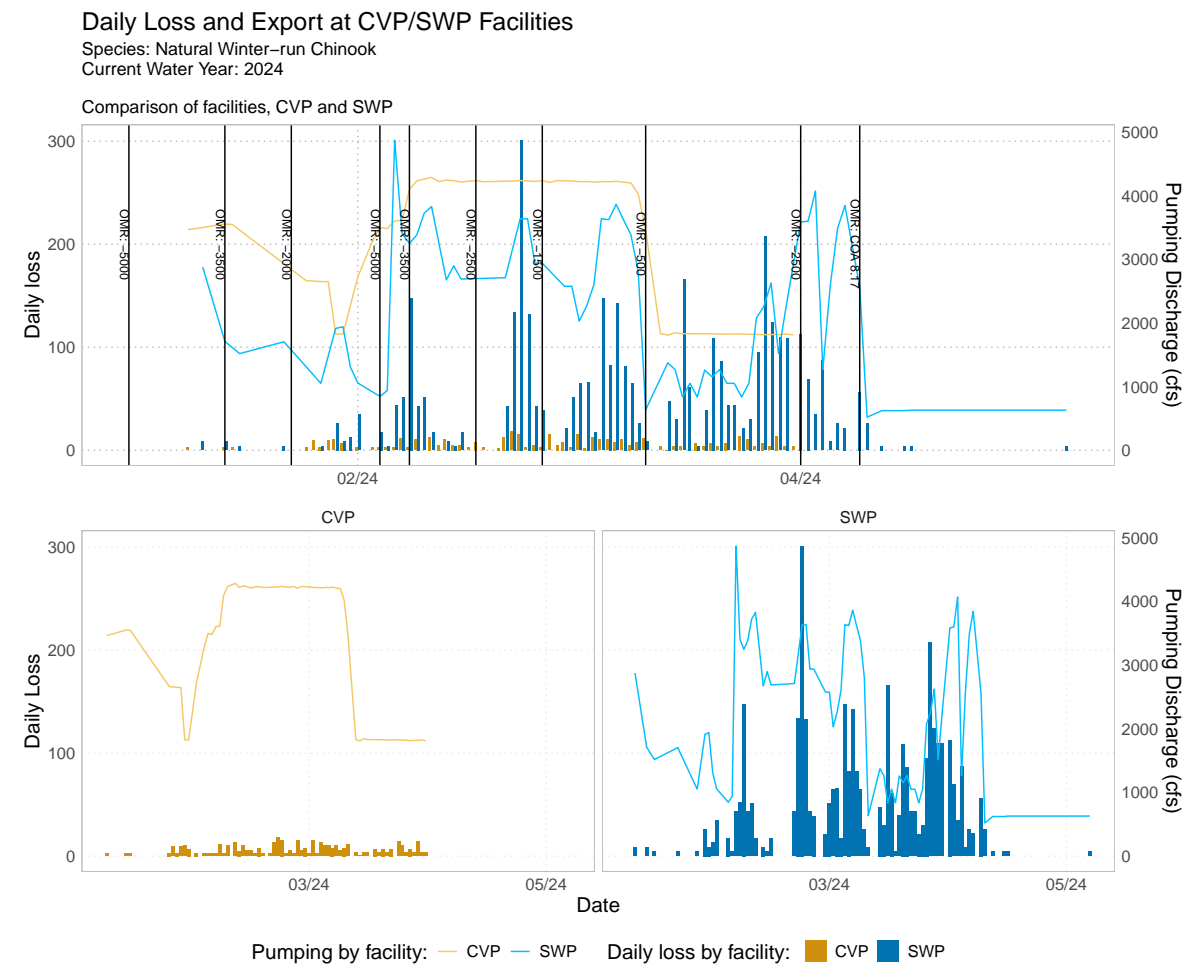 Daily Loss and Export at CVP/SWP Facilities
Species: Natural Winter−run Chinook
Current Water Year: 2024
Comparison of facilities, CVP and SWP
300
200
100
0
Daily loss
OMR: −5000
OMR: −3500
OMR: −2000
OMR: −5000
OMR: −3500
OMR: −2500
OMR: −1500
OMR: −500
OMR: −2500
OMR: COA 8.17
5000
4000
3000
2000
1000
0
Pumping Discharge (cfs)
02/24
04/24
CVP
SWP
300
200
100
0
Daily Loss
5000
4000
3000
2000
1000
0
Pumping Discharge (cfs)
03/24
05/24
03/24
05/24
Date
Pumping by facility: CVP SWP Daily loss by facility: CVP SWP